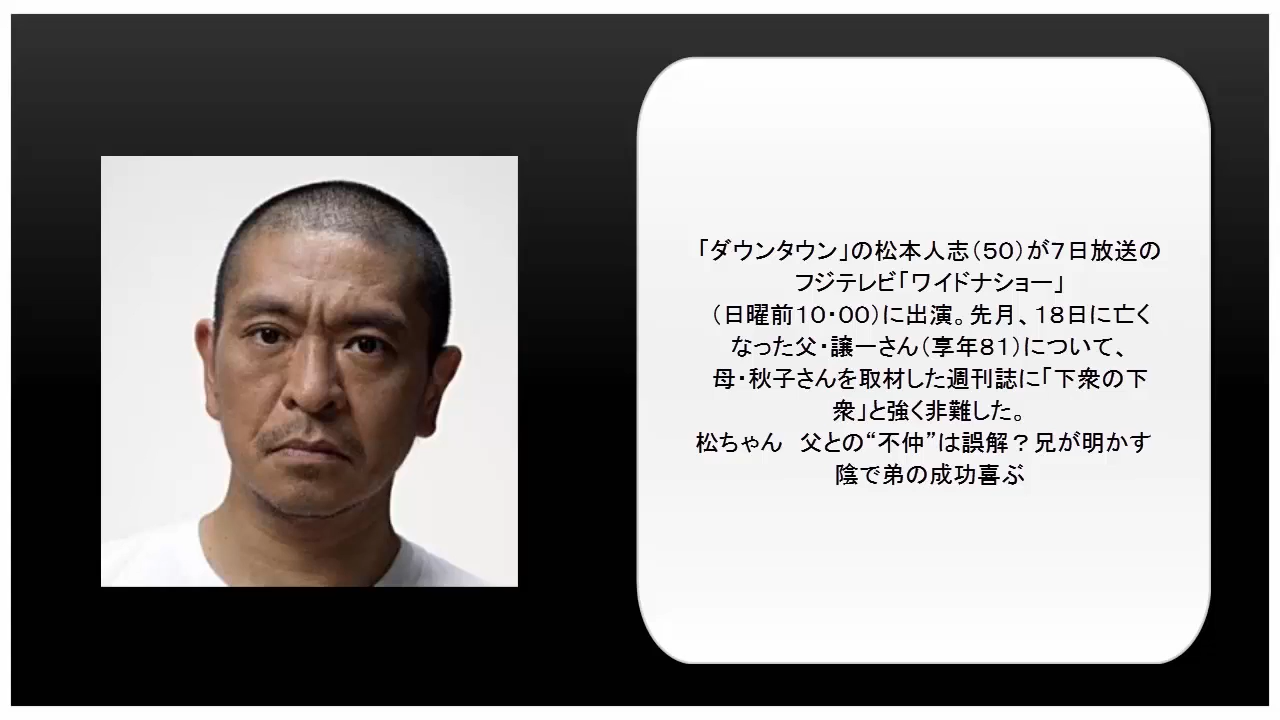 「ダウンタウン」の松本人志（５０）が７日放送の
フジテレビ「ワイドナショー」
（日曜前１０・００）に出演。先月、１８日に亡く
なった父・譲一さん（享年８１）について、
母・秋子さんを取材した週刊誌に「下衆の下
衆」と強く非難した。
松ちゃん　父との“不仲”は誤解？兄が明かす
陰で弟の成功喜ぶ